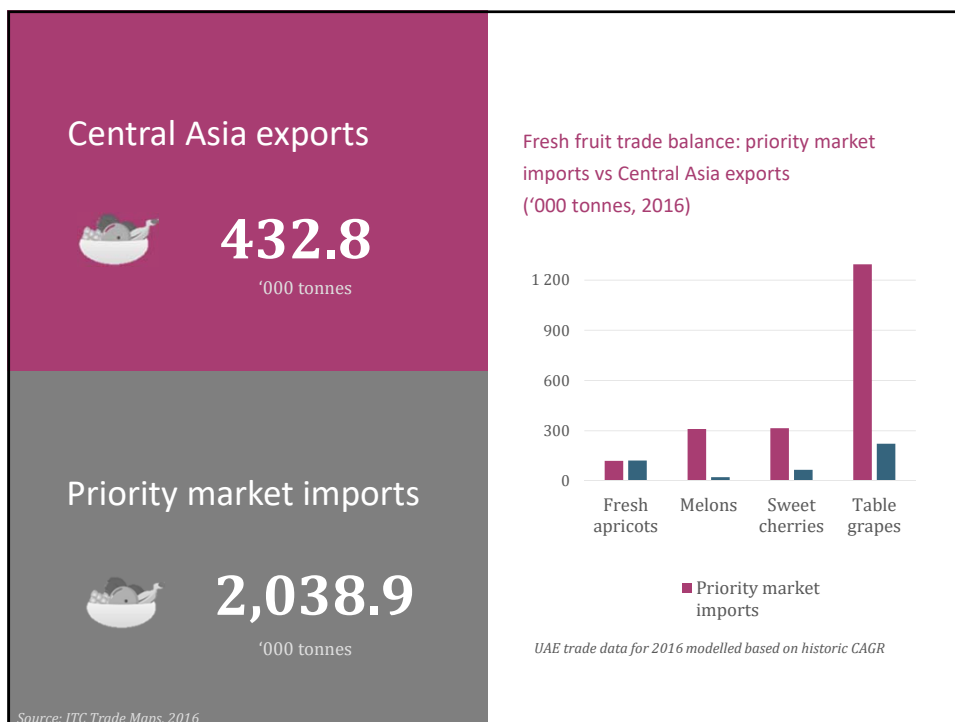 Central Asia exports
432.8
‘000 tonnes
Priority market imports
2,038.9
‘000 tonnes
Source: ITC Trade Maps, 2016
Fresh fruit trade balance: priority market
imports vs Central Asia exports
(‘000 tonnes, 2016)
1 200
900
600
300
0
Fresh
apricots
Melons
Sweet
cherries
Table
grapes
Priority market
imports
UAE trade data for 2016 modelled based on historic CAGR